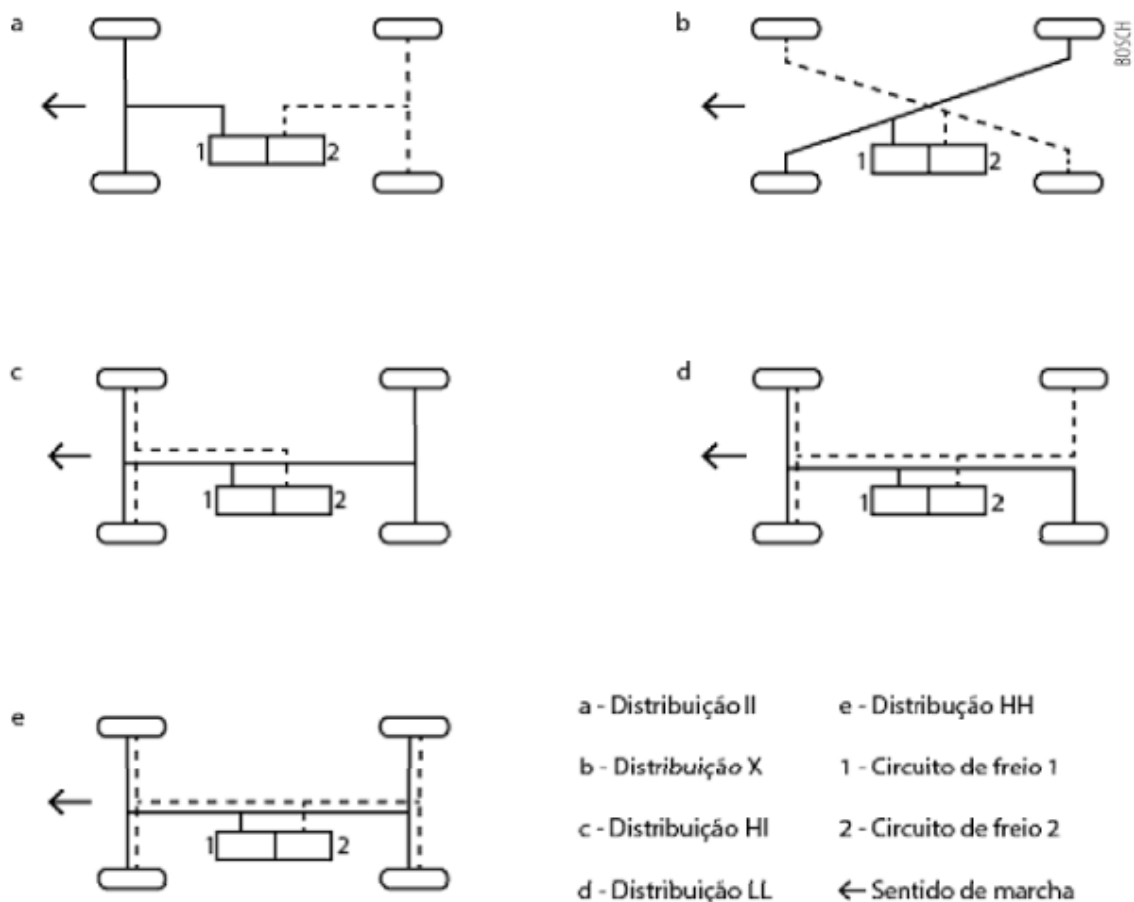 a
b
BOSCH
1 2
1 2
c
d
1 2
1 2
e
1 2
a - Distribuição II
e - Distribução HH
b - Distribuição X
1 - Circuito de freio 1
c - Distribuição HI
2 - Circuito de freio 2
d - Distribuição LL
← Sentido de marcha